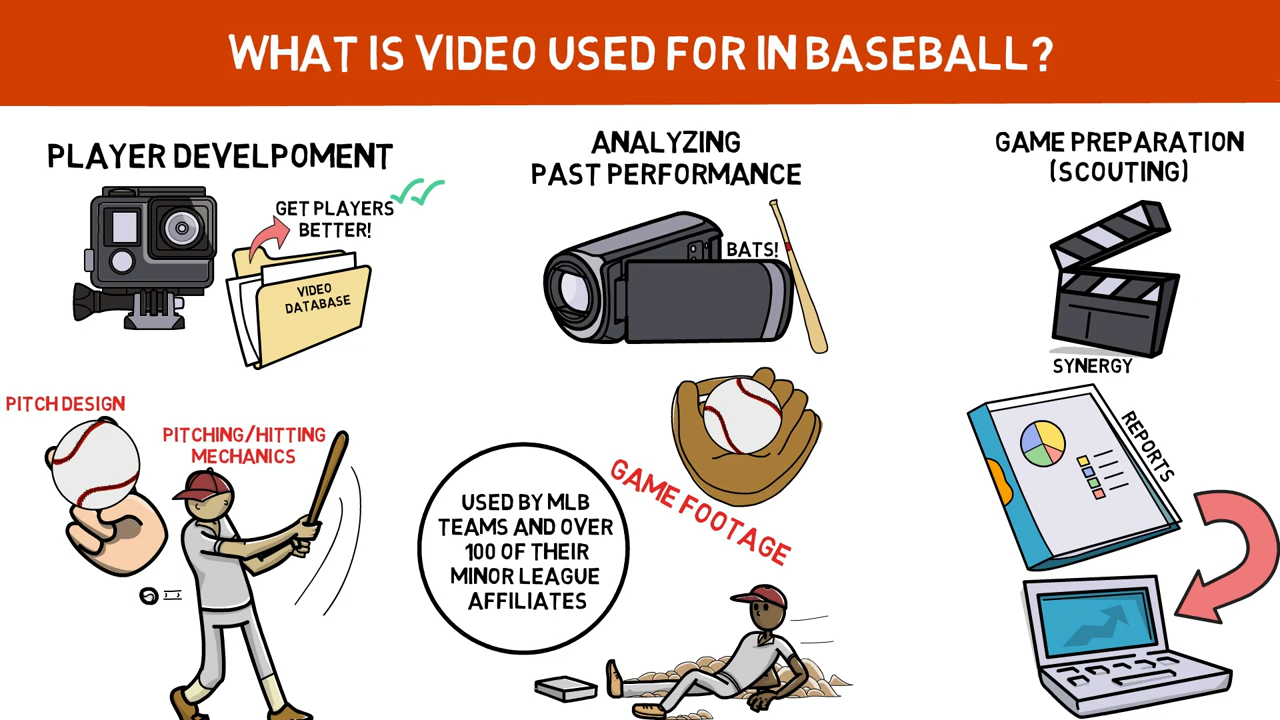 WHAT IS VIDEO USED FOR IN BASEBALL?
PLAYER DEVELPOMENT
GET PLAYERS
BETTER!
VIDEO
DATABASE
PITCH DESIGN
PITCHING/HITTING
MECHANICS
ANALYZING
PAST PERFORMANCE
BATS!
GAME FOOTAGE
USED BY MLB
TEAMS AND OVER
100 OF THEIR
MINOR LEAGUE
AFFILIATES
GAME PREPARATION
(SCOUTING)
SYNERGY
REPORTS